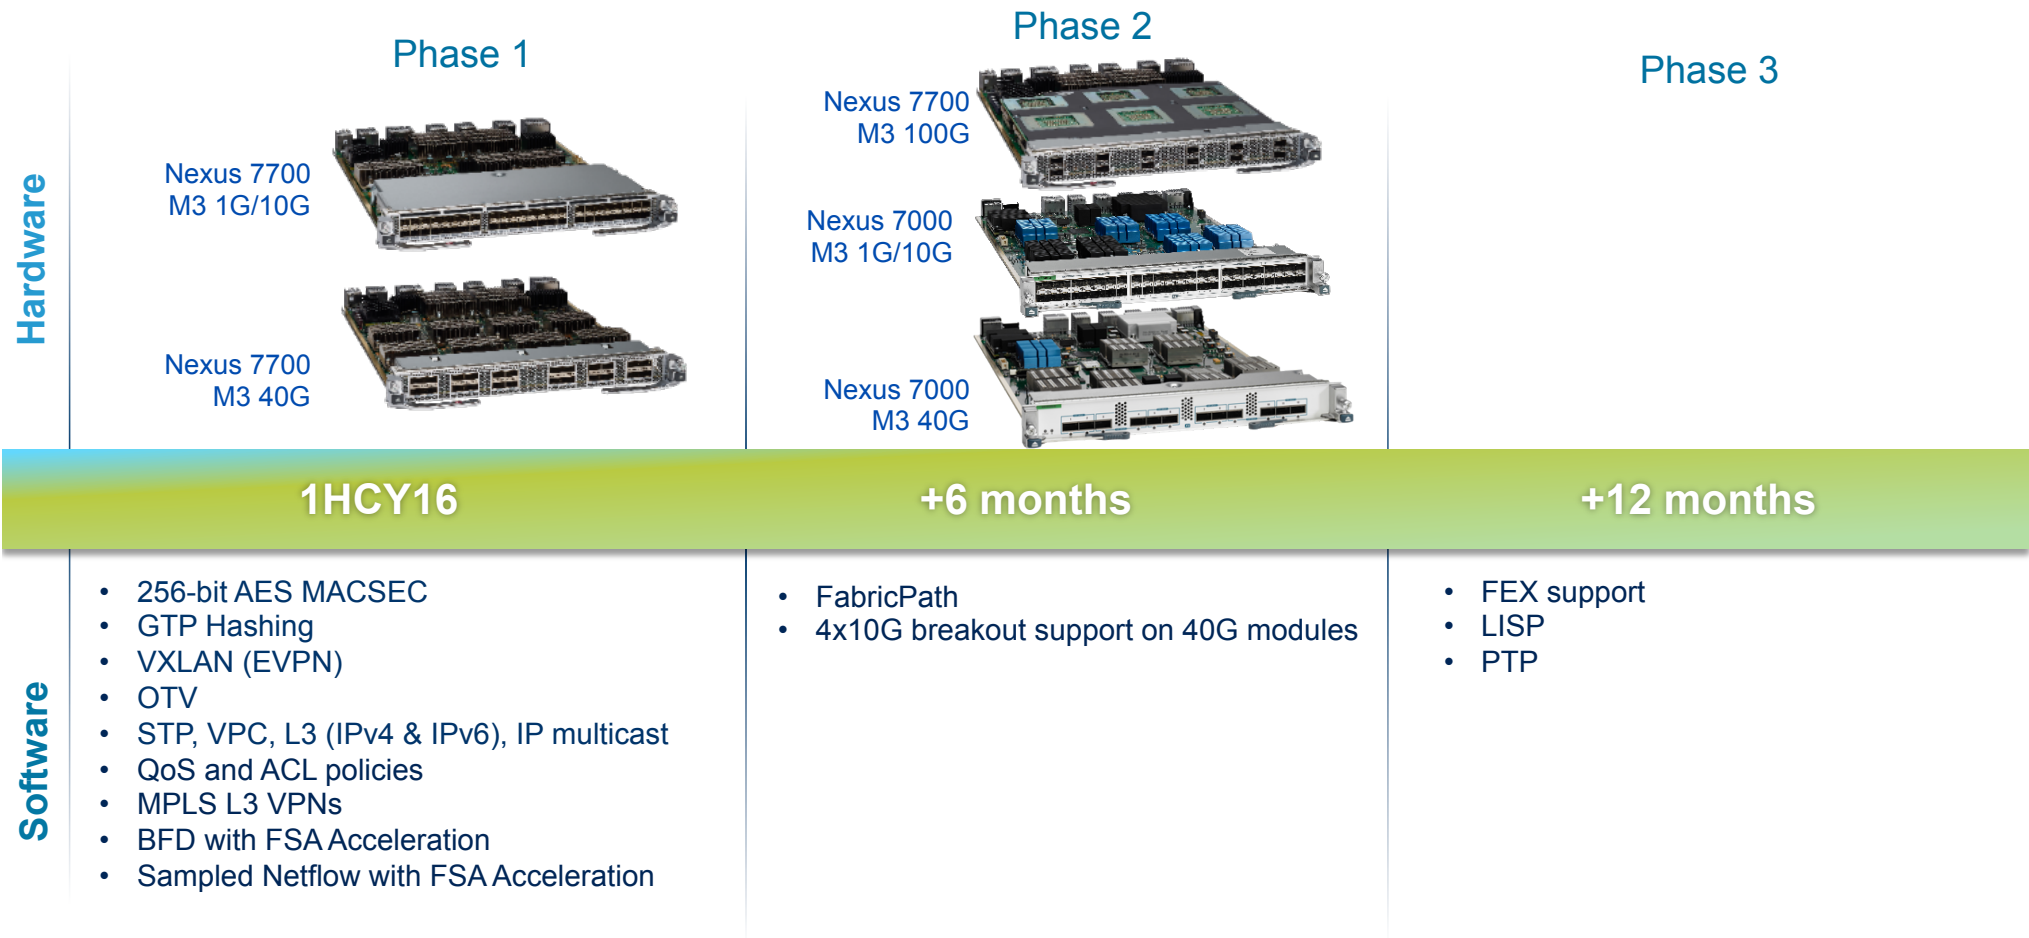 Phase 1
Phase 2
Phase 3
Hardware
Nexus 7700
M3 1G/10G
Nexus 7700
M3 40G
Nexus 7700
M3 100G
Nexus 7000
M3 1G/10G
Nexus 7000
M3 40G
1HCY16
+6 months
+12 months
Software
• 256-bit AES MACSEC
• GTP Hashing
• VXLAN (EVPN)
• OTV
• STP, VPC, L3 (IPv4 & IPv6), IP multicast
• QoS and ACL policies
• MPLS L3 VPNs
• BFD with FSA Acceleration
• Sampled Netflow with FSA Acceleration
• FabricPath
• 4x10G breakout support on 40G modules
• FEX support
• LISP
• PTP